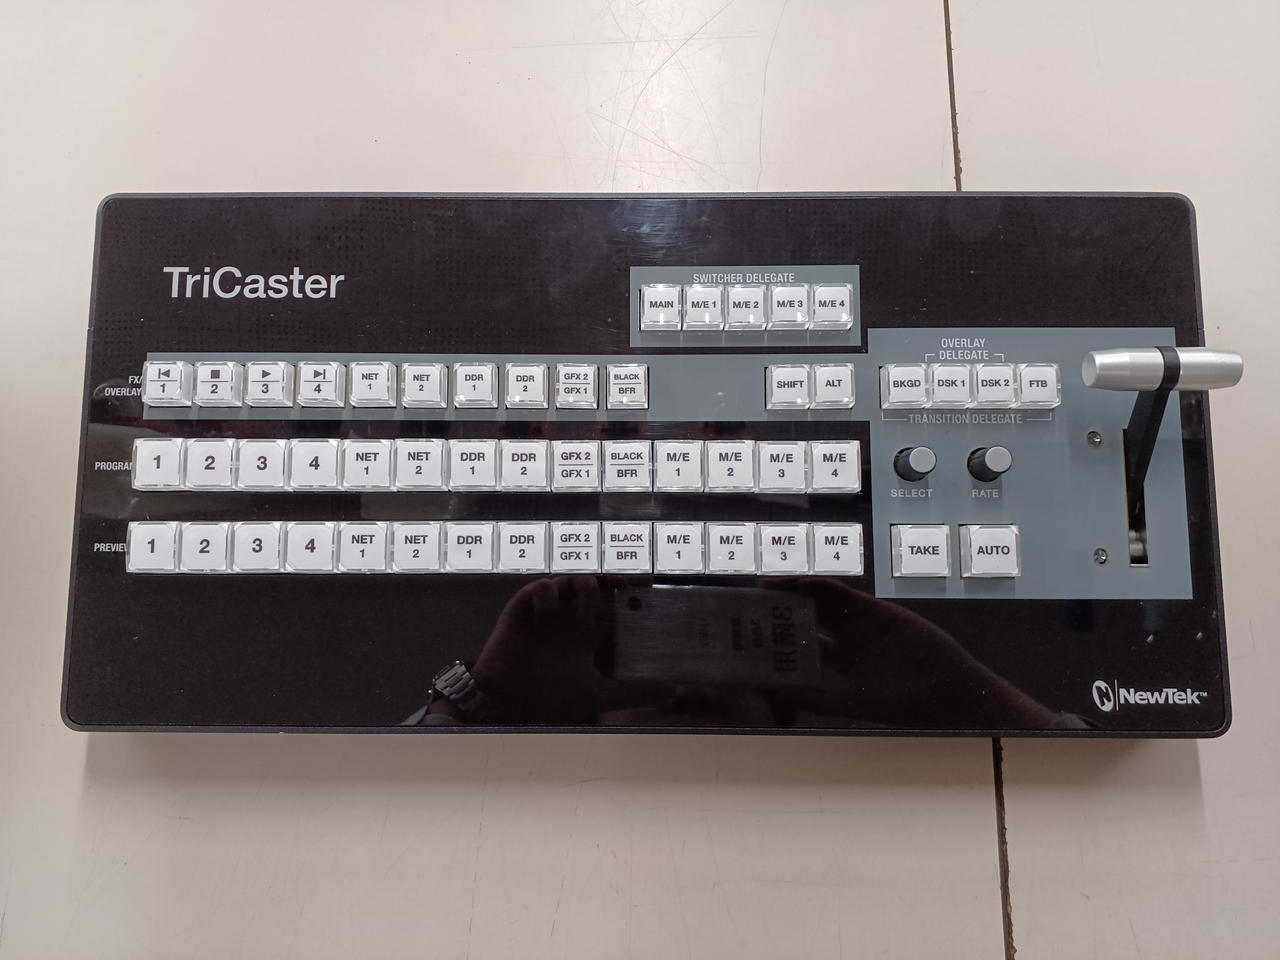 TriCaster
SWITCHER DELEGATE
MAIN M/E 1 M/E 2 M/E 3 M/E 4
OVERLAY
DELEGATE
FX/
OVERLAY
1 2 3 4 NET 1 NET 2 DDR 1 DDR 2 GFX 2 GFX 1 BLACK BFR SHIFT ALT BKGD DSK 1 DSK 2 FTB
TRANSITION DELEGATE
PROGRAM 1 2 3 4 NET 1 NET 2 DDR 1 DDR 2 GFX 2 GFX 1 BLACK BFR M/E 1 M/E 2 M/E 3 M/E 4
SELECT RATE
PREVIEW 1 2 3 4 NET 1 NET 2 DDR 1 DDR 2 GFX 2 GFX 1 BLACK BFR M/E 1 M/E 2 M/E 3 M/E 4 TAKE AUTO
N NewTek™